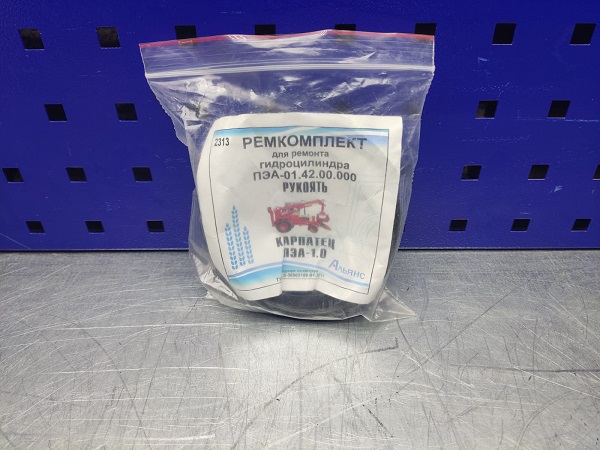 2313 РЕМКОМПЛЕКТ
для ремонта
гидроцилиндра
ПЭА-01.42.00.000
РУКОЯТЬ
КАРПАТЕЦ
ПЭА-1.0
Альянс